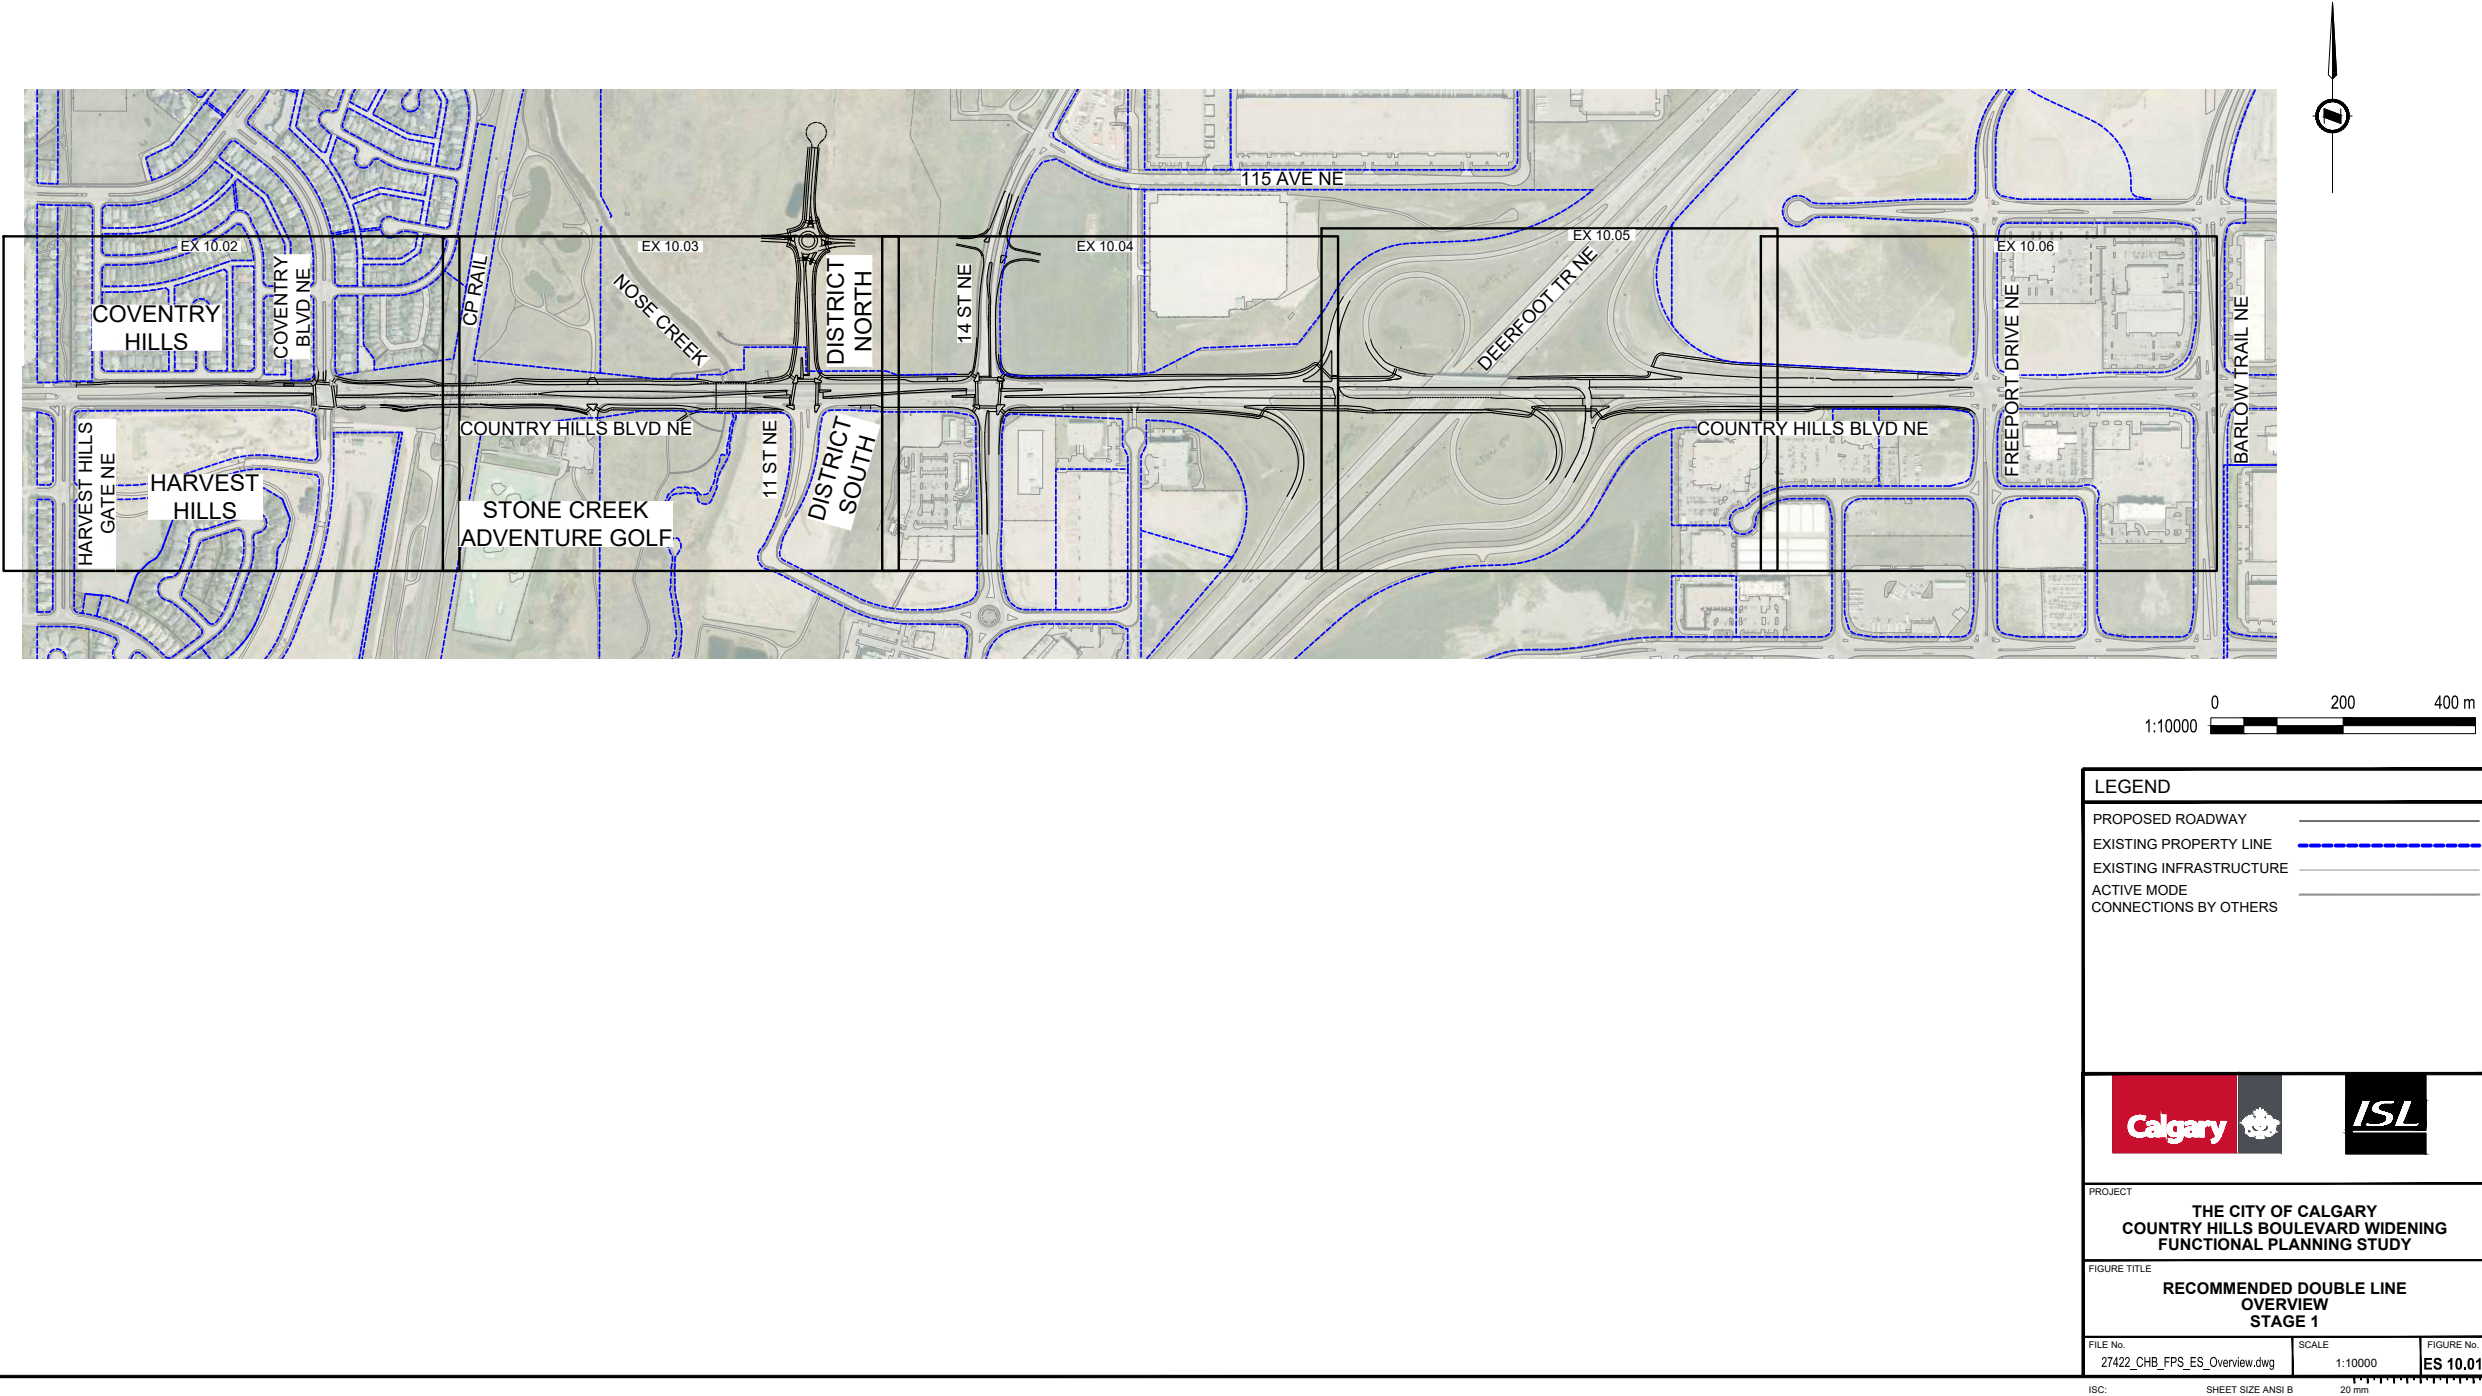 115 AVE NE
EX 10.02
EX 10.03
EX 10.04
EX 10.05
EX 10.06
COVENTRY
HILLS
COVENTRY
BLVD NE
CP RAIL
NOSE CREEK
DISTRICT
NORTH
14 ST NE
DEERFOOT TR NE
FREEPORT DRIVE NE
BARLOW TRAIL NE
COUNTRY HILLS BLVD NE
COUNTRY HILLS BLVD NE
HARVEST HILLS
GATE NE
HARVEST
HILLS
STONE CREEK
ADVENTURE GOLF
11 ST NE
DISTRICT
SOUTH
0 200 400 m
1:10000
LEGEND
PROPOSED ROADWAY
EXISTING PROPERTY LINE
EXISTING INFRASTRUCTURE
ACTIVE MODE
CONNECTIONS BY OTHERS
Calgary
ISL
PROJECT
THE CITY OF CALGARY
COUNTRY HILLS BOULEVARD WIDENING
FUNCTIONAL PLANNING STUDY
FIGURE TITLE
RECOMMENDED DOUBLE LINE
OVERVIEW
STAGE 1
FILE No. SCALE FIGURE No.
27422_CHB_FPS_ES_Overview.dwg 1:10000 ES 10.01
ISC: SHEET SIZE ANSI B 20 mm